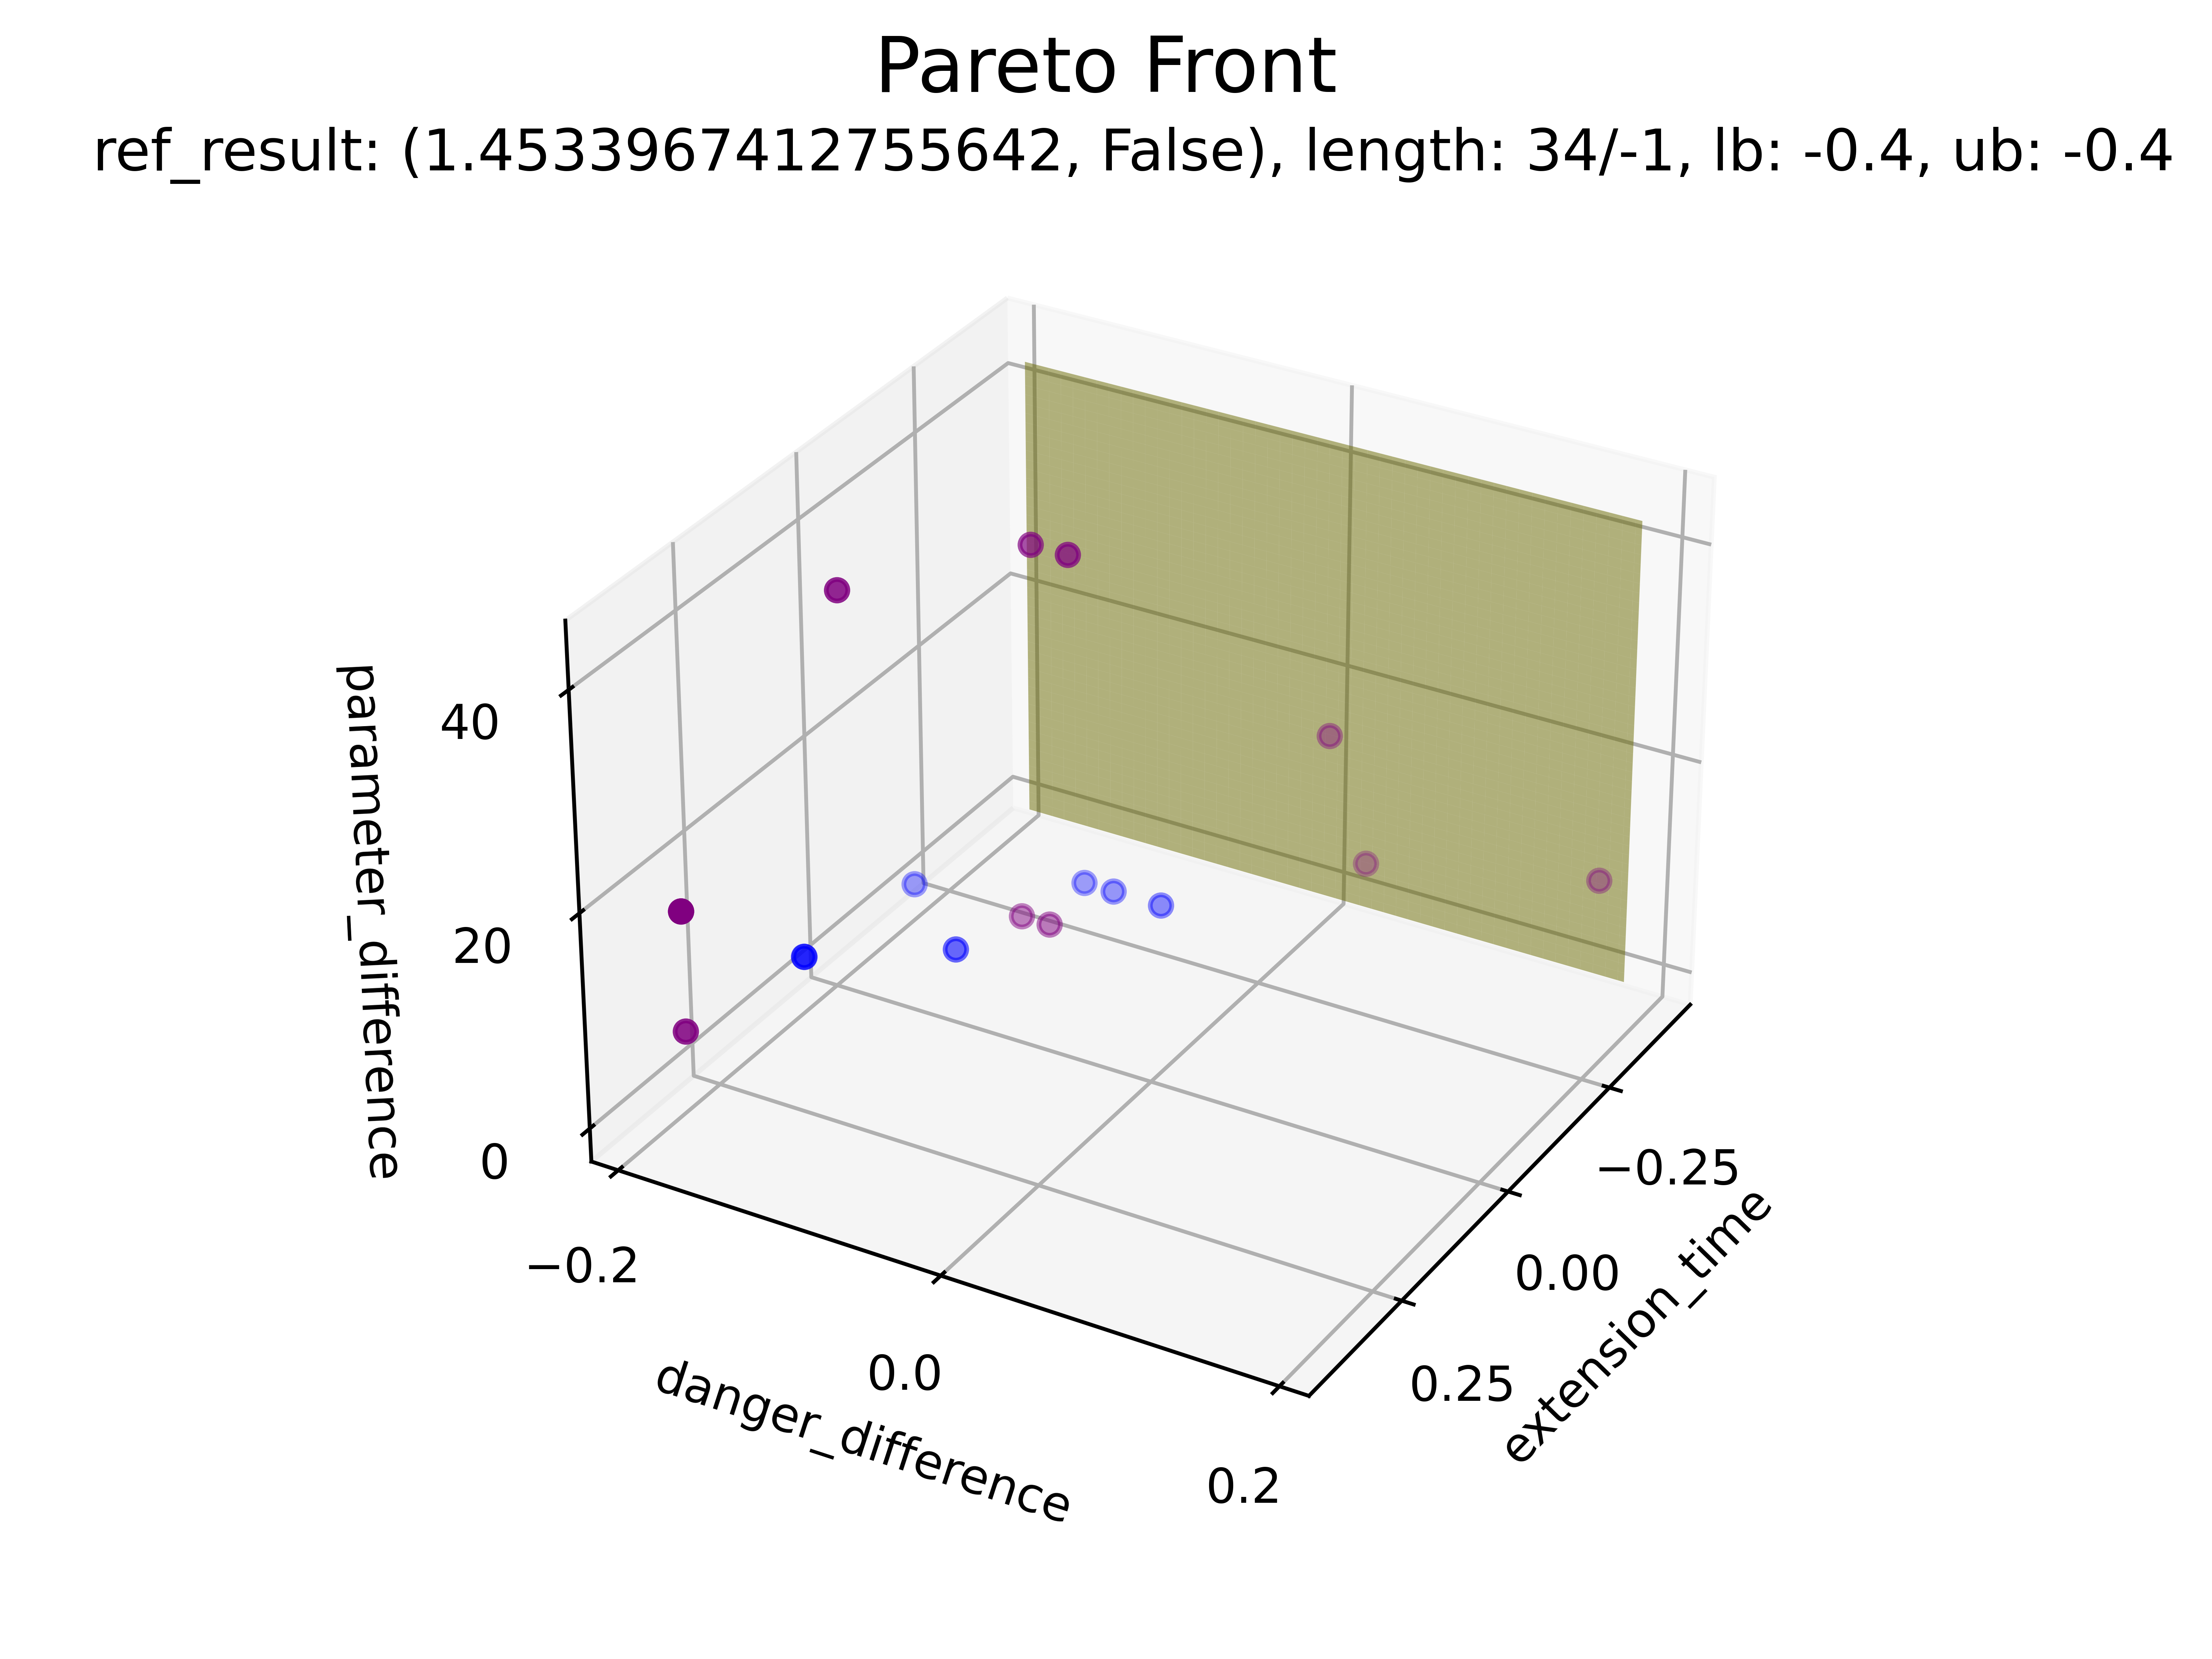 Pareto Front
ref_result: (1.4533967412755642, False), length: 34/-1, lb: -0.4, ub: -0.4
parameter_difference
40
20
0
−0.2
0.0
0.2
danger_difference
−0.25
0.00
0.25
extension_time